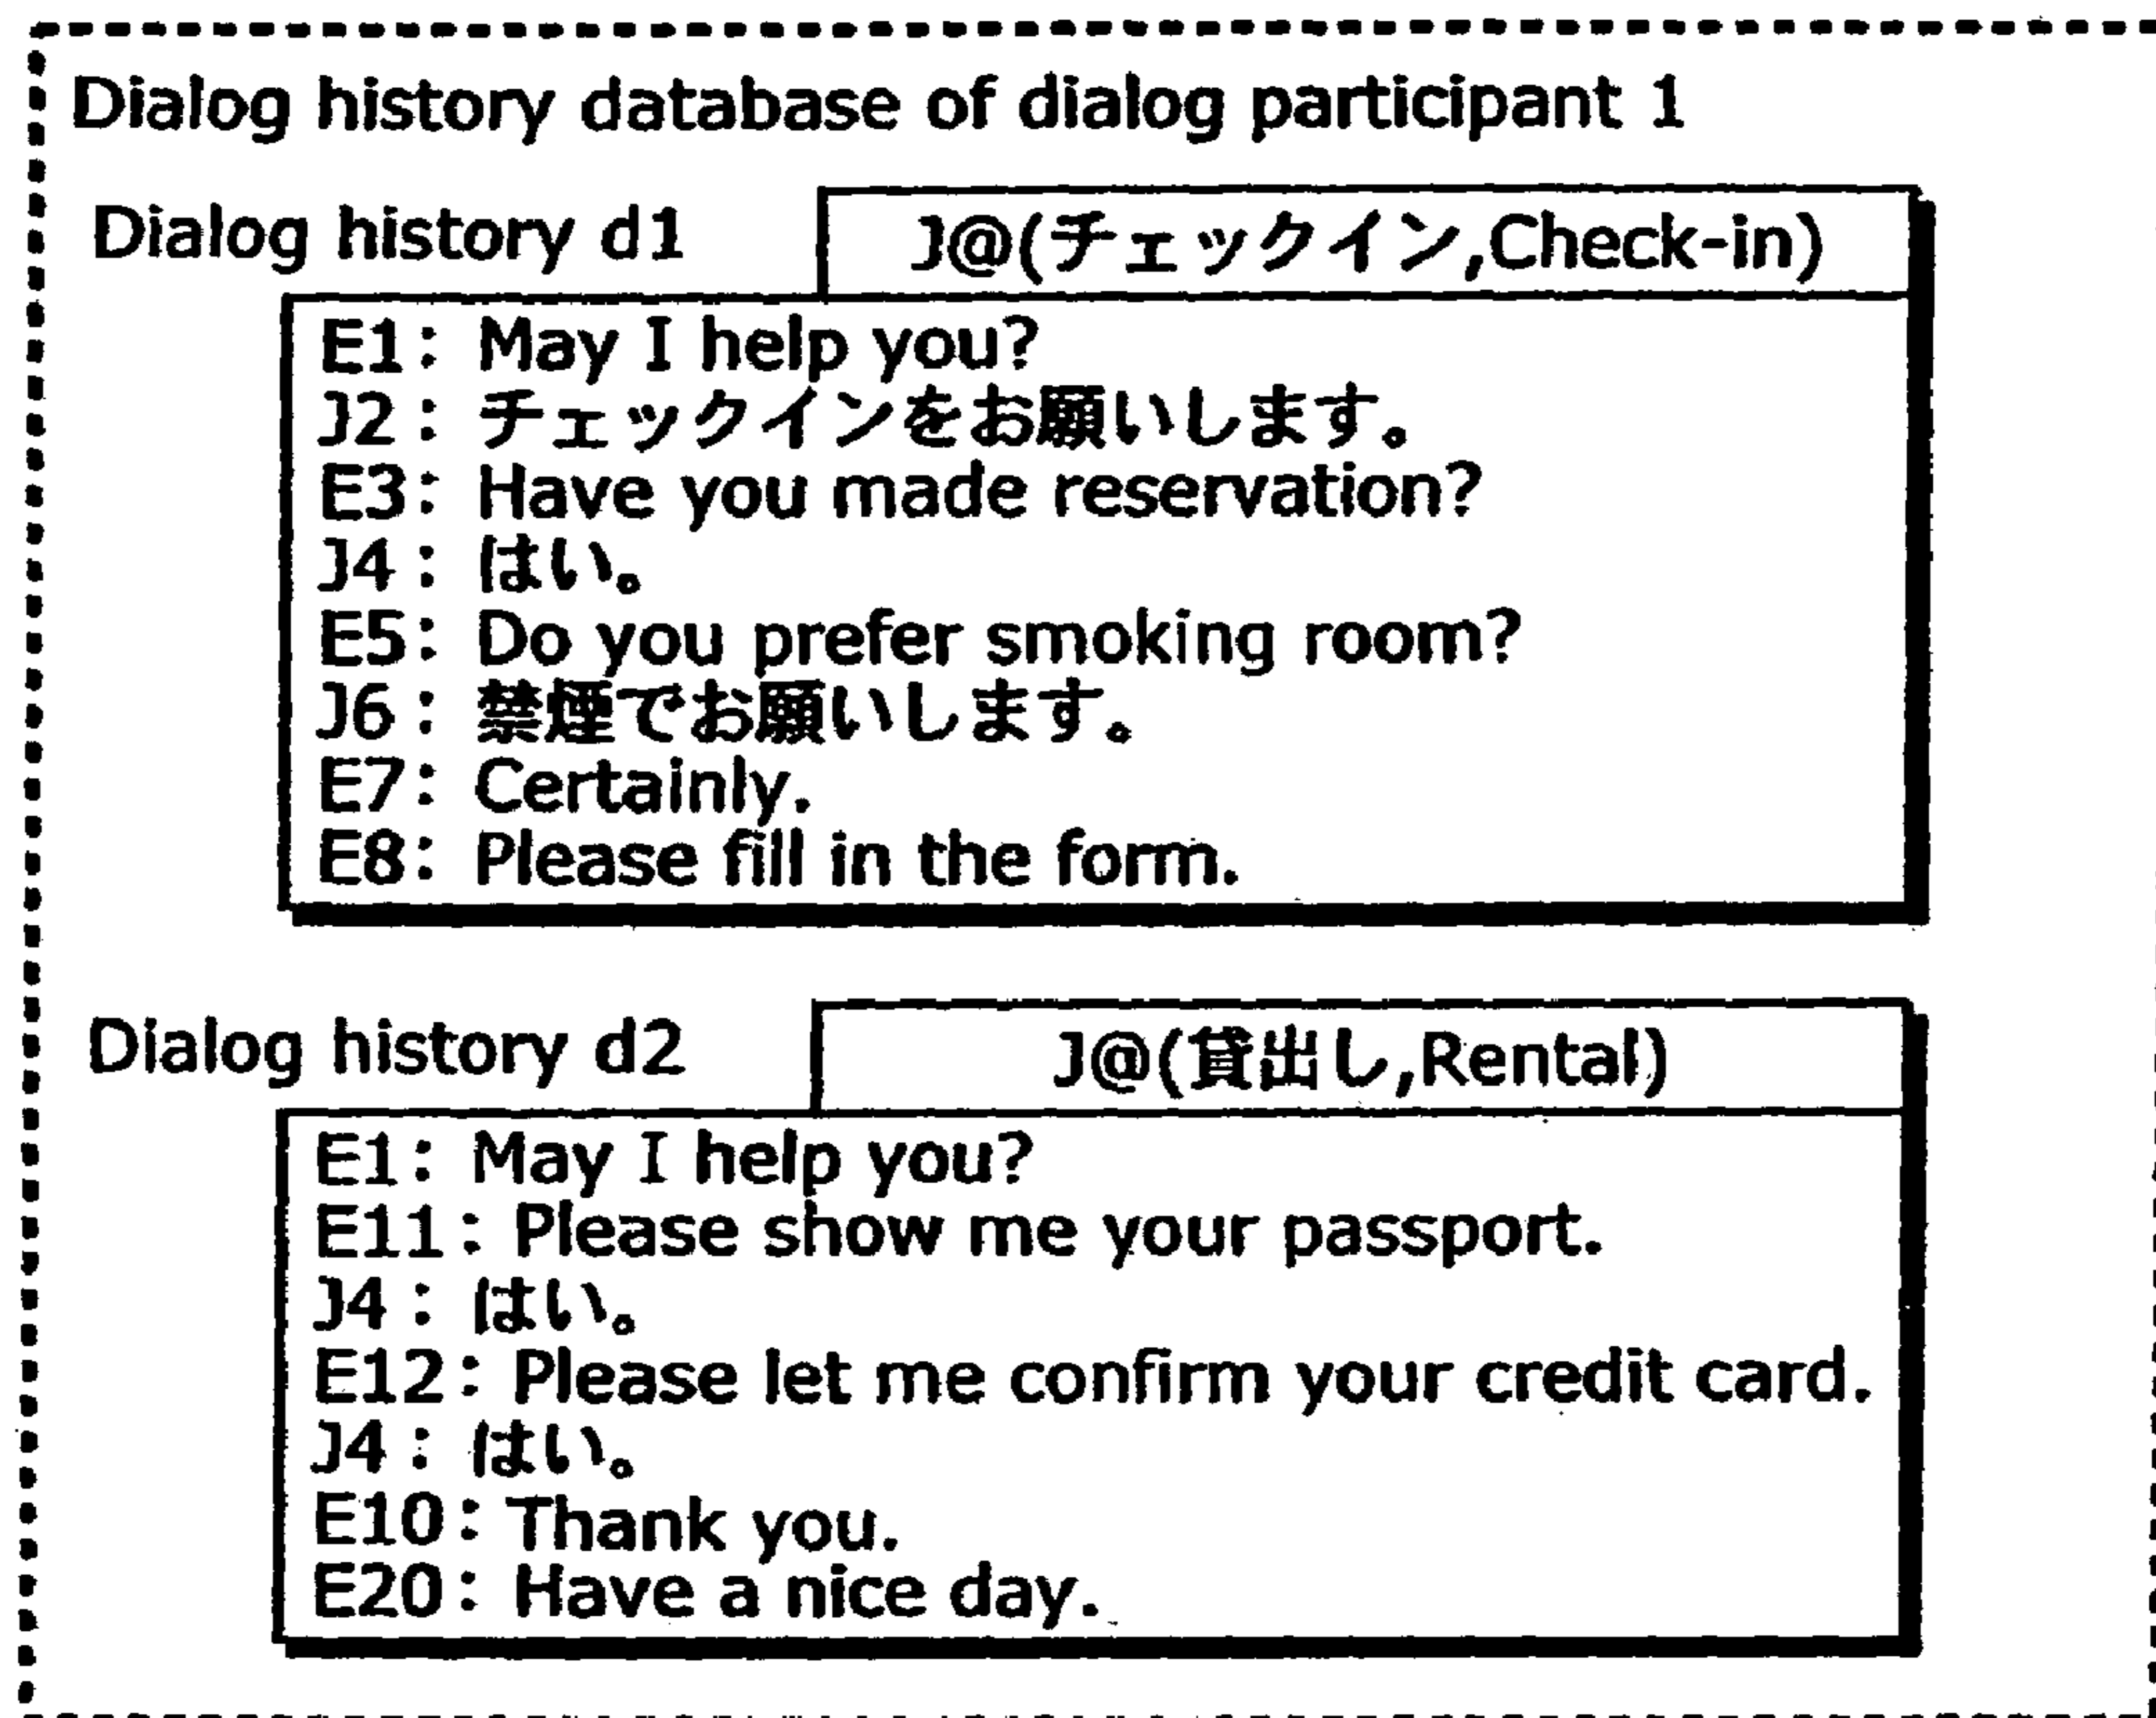 Dialog history database of dialog participant 1
Dialog history d1
J@(チェックイン,Check-in)
E1: May I help you?
J2: チェックインをお願いします。
E3: Have you made reservation?
J4: はい。
E5: Do you prefer smoking room?
J6: 禁煙でお願いします。
E7: Certainly.
E8: Please fill in the form.
Dialog history d2
J@(貸出し,Rental)
E1: May I help you?
E11: Please show me your passport.
J4: はい。
E12: Please let me confirm your credit card.
J4: はい。
E10: Thank you.
E20: Have a nice day.